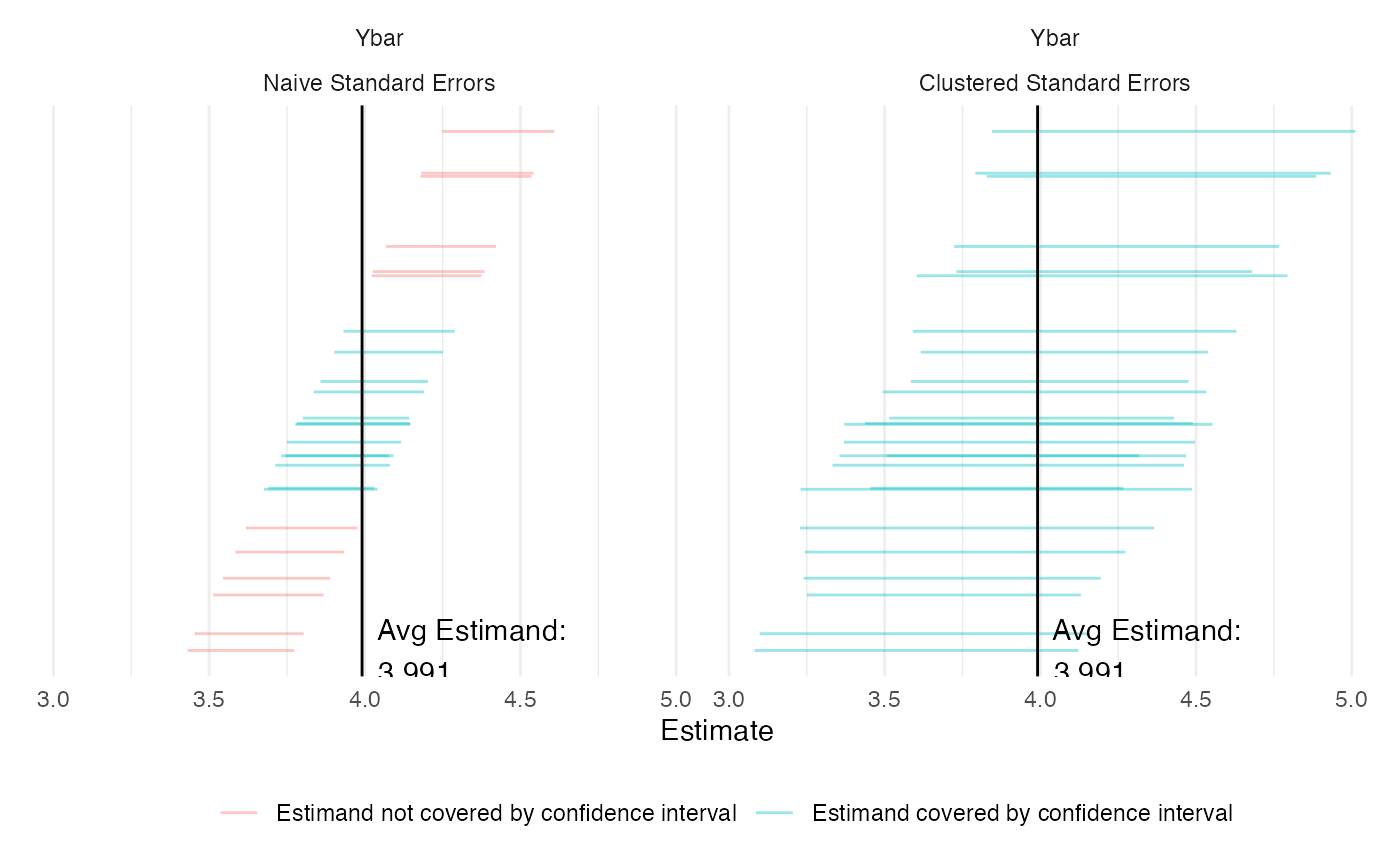 Ybar
Ybar
Naive Standard Errors
Clustered Standard Errors
Avg Estimand:
3.991
Avg Estimand:
3.991
3.0
3.5
4.0
4.5
5.0
3.0
3.5
4.0
4.5
5.0
Estimate
Estimand not covered by confidence interval
Estimand covered by confidence interval